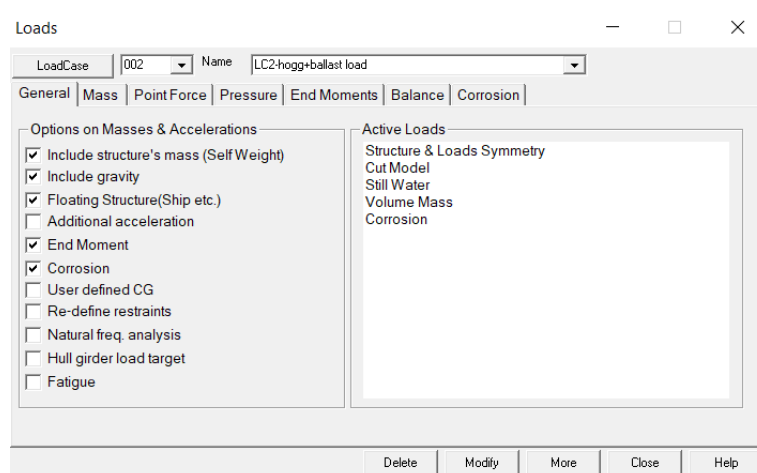 Loads
LoadCase 002 Name LC2-hogg+ballast load
General Mass Point Force Pressure End Moments Balance Corrosion
Options on Masses & Accelerations
Include structure's mass (Self Weight)
Include gravity
Floating Structure(Ship etc.)
Additional acceleration
End Moment
Corrosion
User defined CG
Re-define restraints
Natural freq. analysis
Hull girder load target
Fatigue
Active Loads
Structure & Loads Symmetry
Cut Model
Still Water
Volume Mass
Corrosion
Delete Modify More Close Help